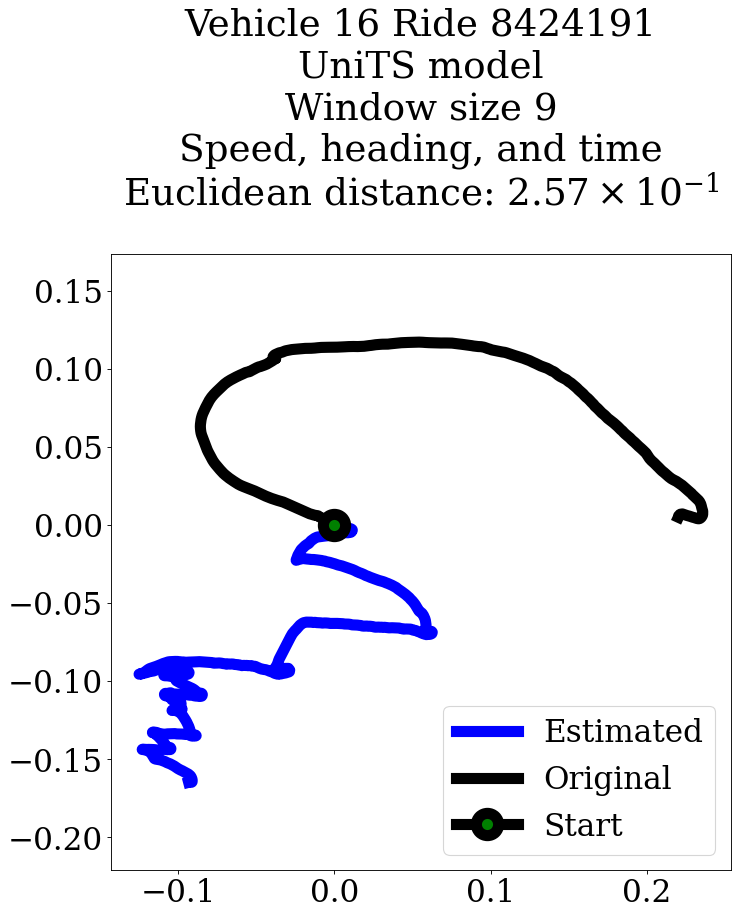 Vehicle 16 Ride 8424191
UniTS model
Window size 9
Speed, heading, and time
Euclidean distance: $2.57 \times 10^{-1}$
0.15
0.10
0.05
0.00
−0.05
−0.10
−0.15
−0.20
Estimated
Original
Start
−0.1 0.0 0.1 0.2